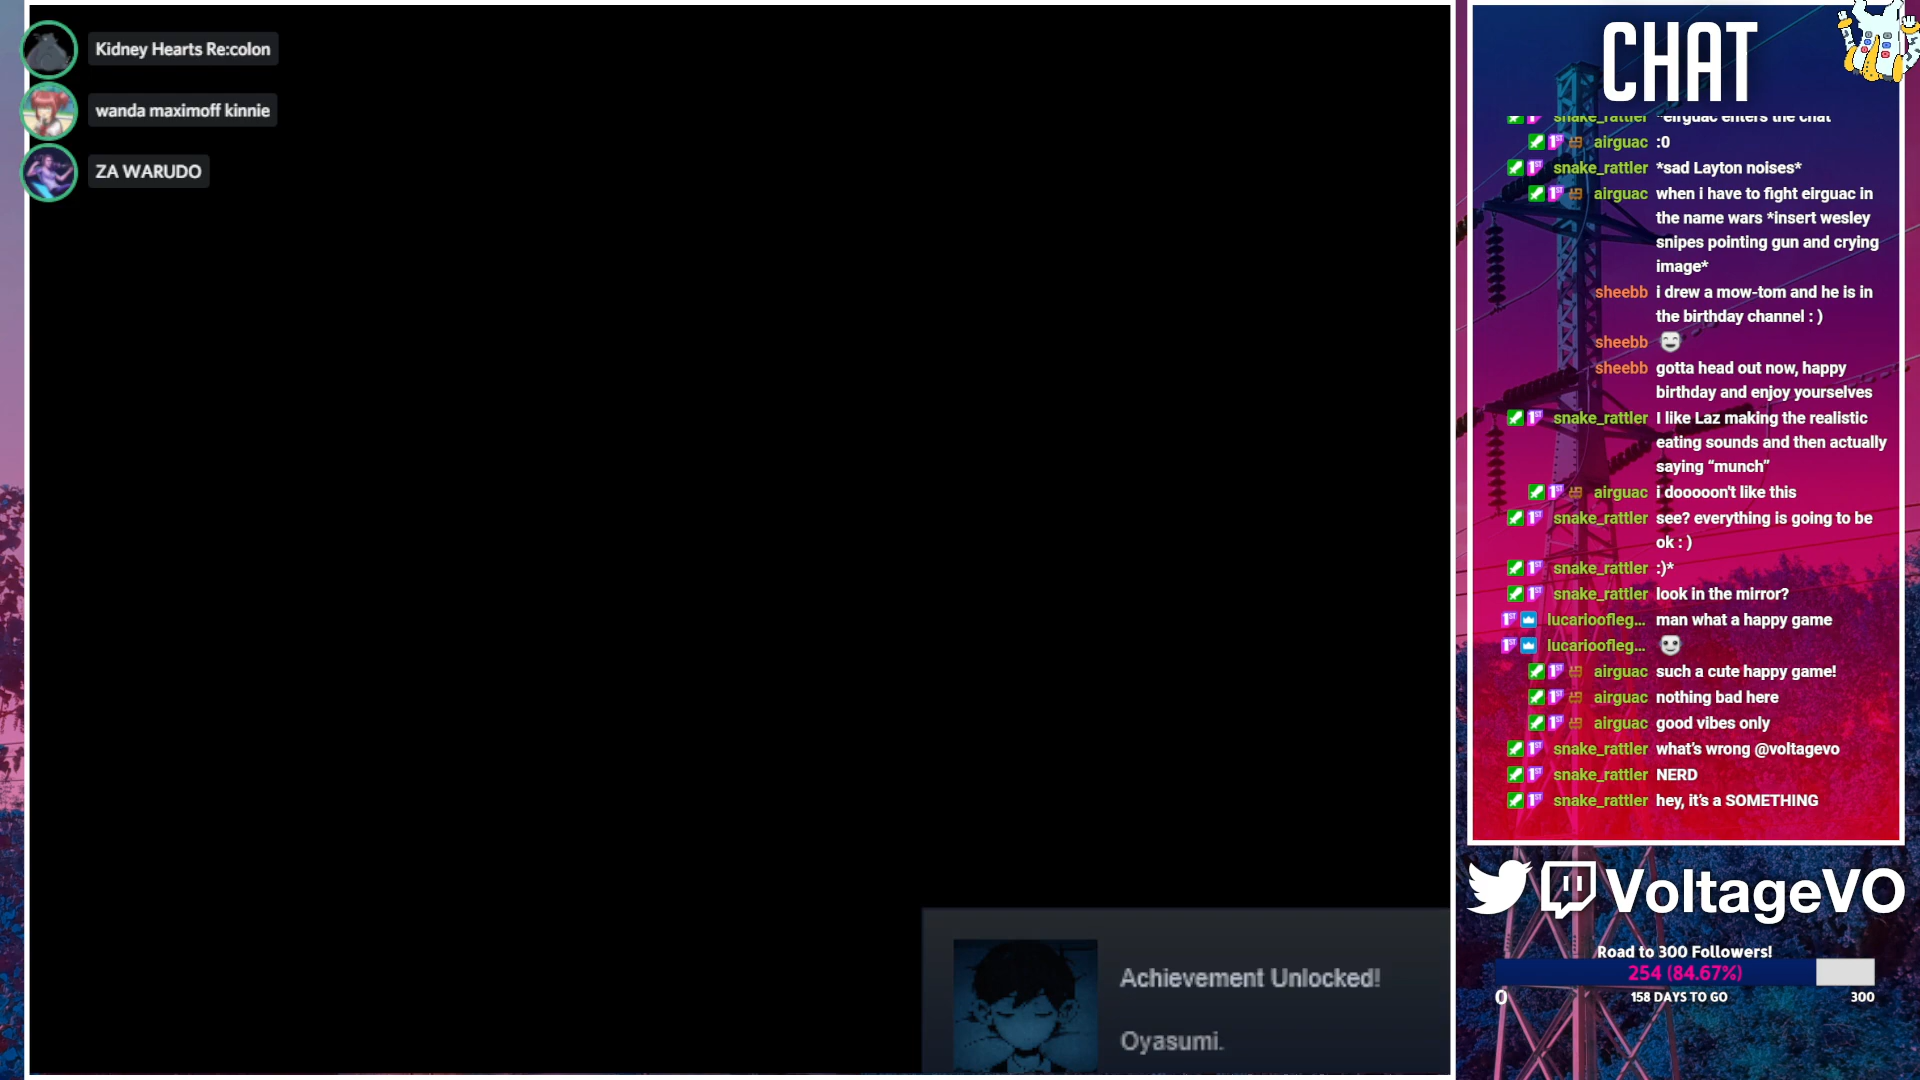 Kidney Hearts Re:colon
wanda maximoff kinnie
ZA WARUDO
Achievement Unlocked!
Oyasumi.
CHAT
snake_rattler *eirguac enters the chat
airguac :0
snake_rattler *sad Layton noises*
airguac when i have to fight eirguac in
the name wars *insert wesley
snipes pointing gun and crying
image*
sheebb i drew a mow-tom and he is in
the birthday channel : )
sheebb
sheebb gotta head out now, happy
birthday and enjoy yourselves
snake_rattler I like Laz making the realistic
eating sounds and then actually
saying “munch”
airguac i dooooon't like this
snake_rattler see? everything is going to be
ok : )
snake_rattler :)*
snake_rattler look in the mirror?
lucarioofleg... man what a happy game
lucarioofleg...
airguac such a cute happy game!
airguac nothing bad here
airguac good vibes only
snake_rattler what’s wrong @voltagevo
snake_rattler NERD
snake_rattler hey, it’s a SOMETHING
VoltageVO
Road to 300 Followers!
254 (84.67%)
0 158 DAYS TO GO 300